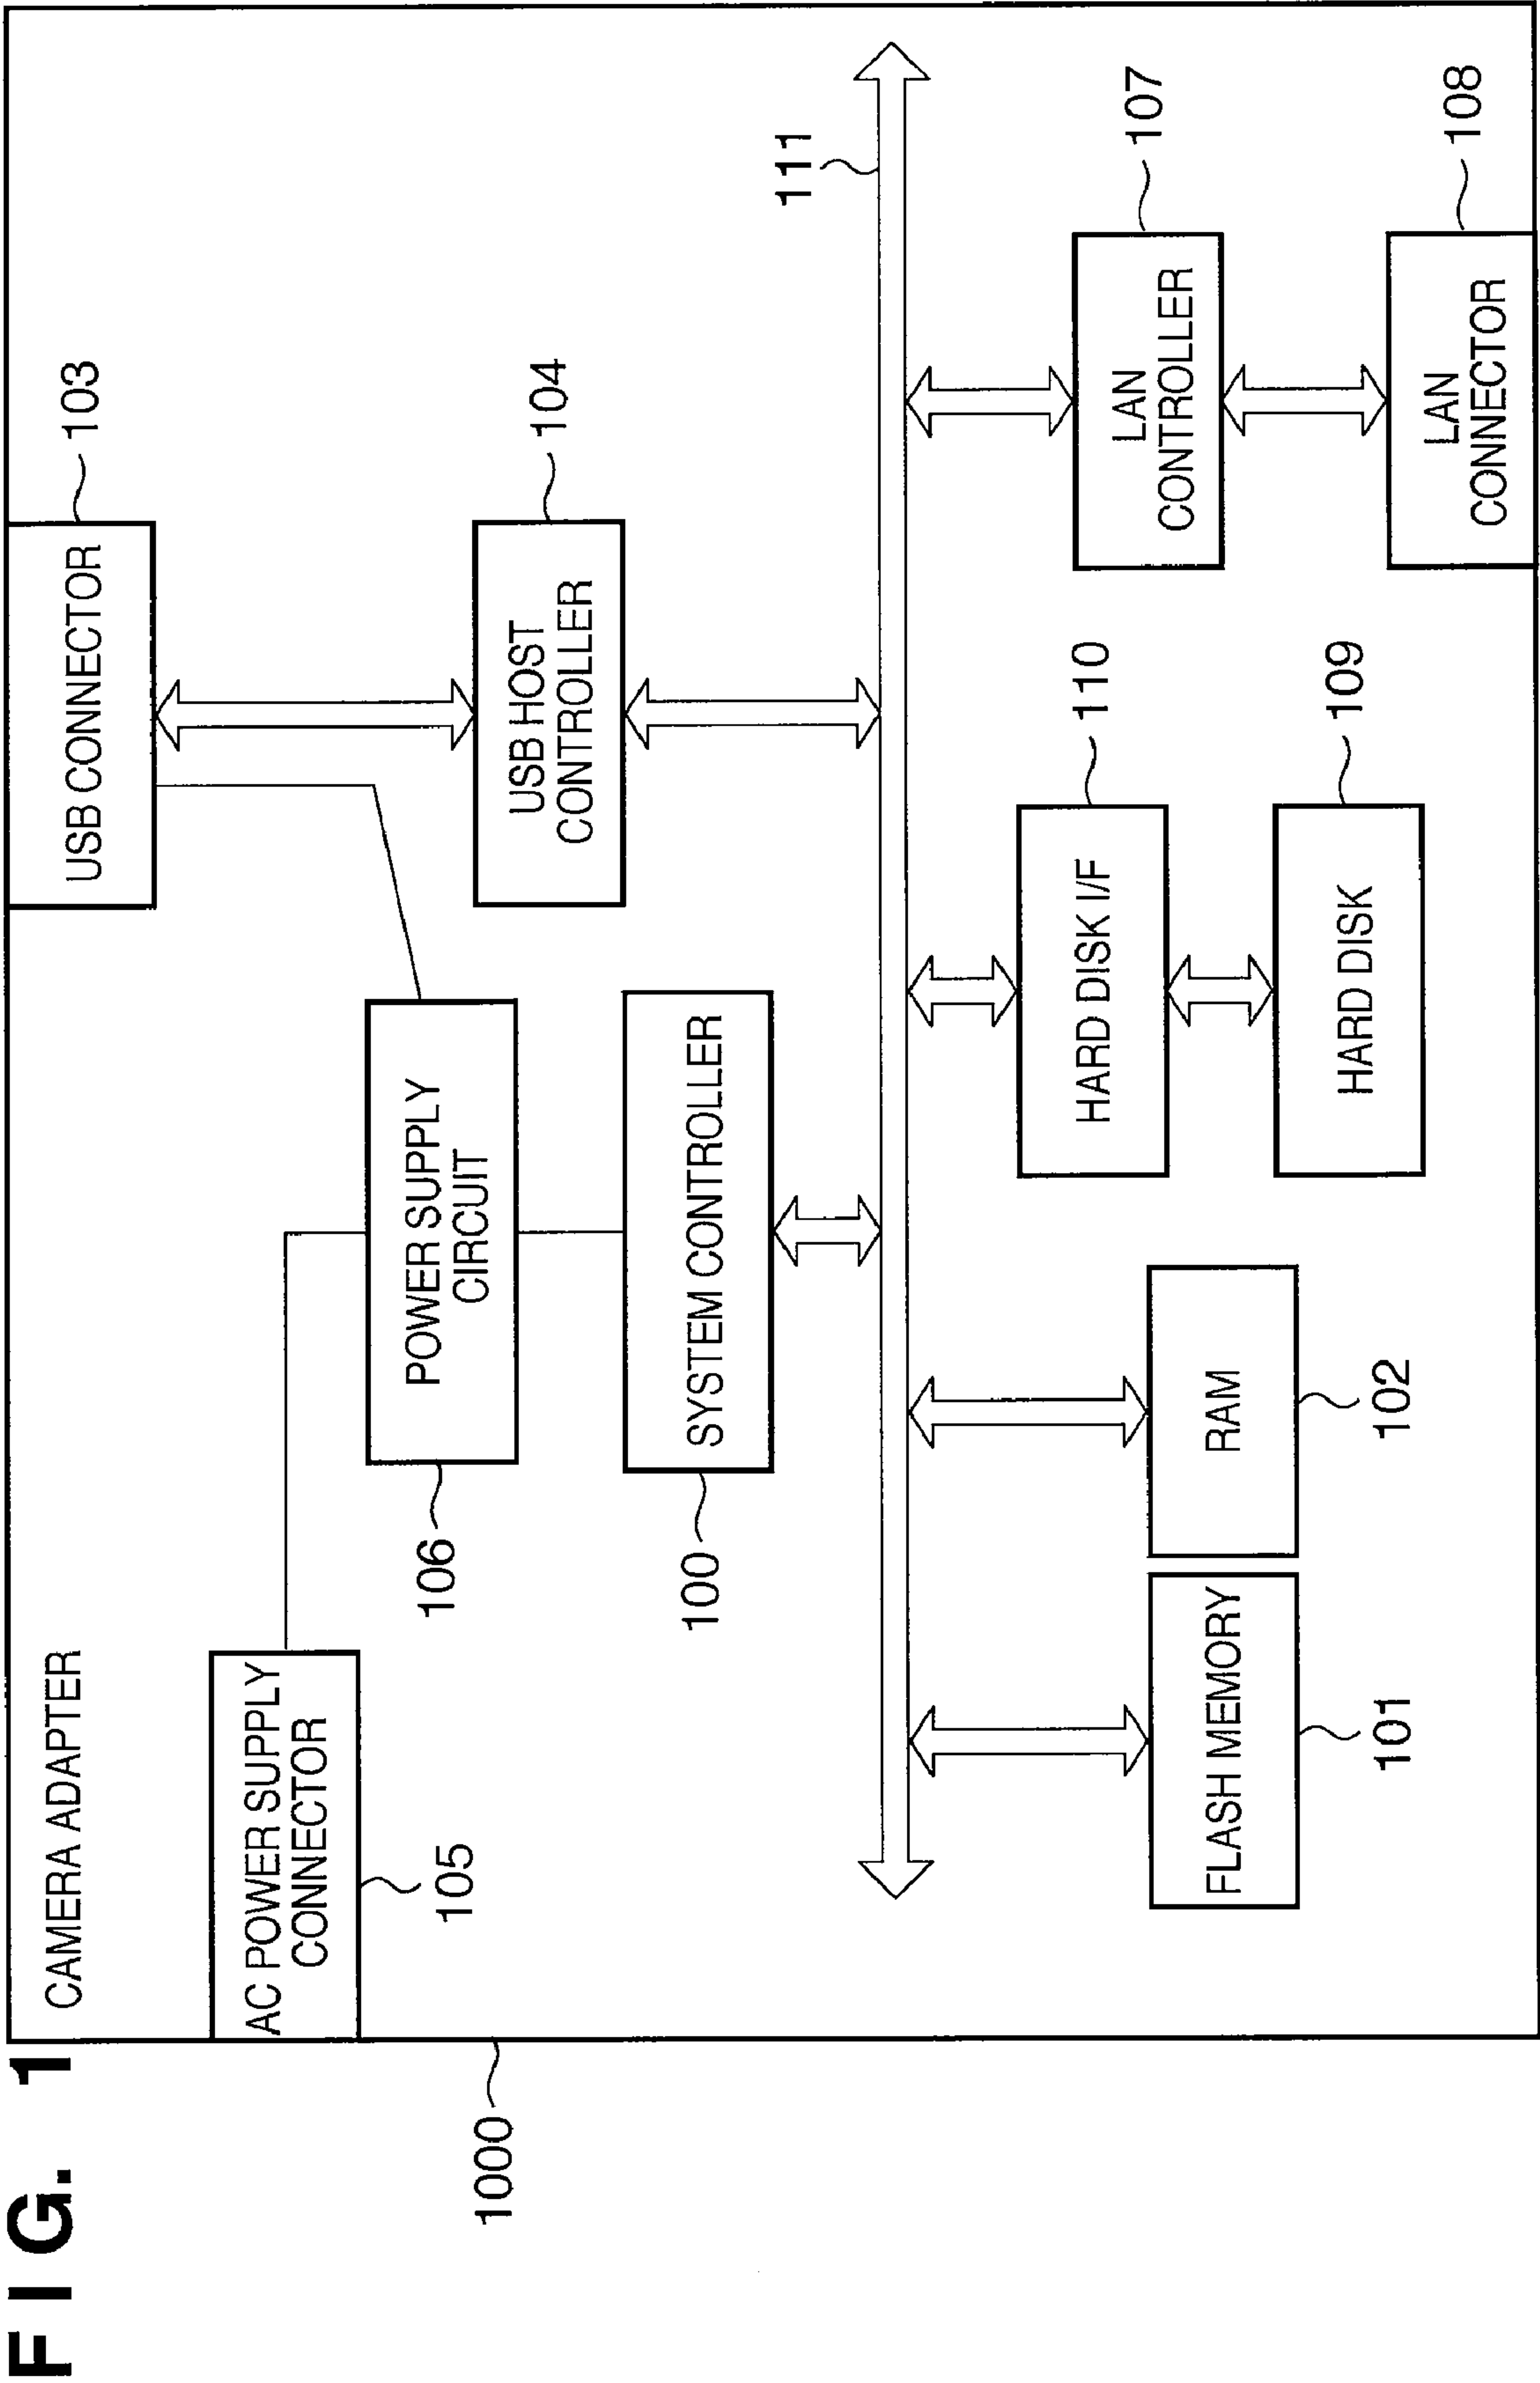 FIG. 1
CAMERA ADAPTER
1000
AC POWER SUPPLY
CONNECTOR
105
USB CONNECTOR
103
POWER SUPPLY
CIRCUIT
106
USB HOST
CONTROLLER
104
SYSTEM CONTROLLER
100
111
FLASH MEMORY
101
RAM
102
HARD DISK I/F
110
HARD DISK
109
LAN
CONTROLLER
107
LAN
CONNECTOR
108